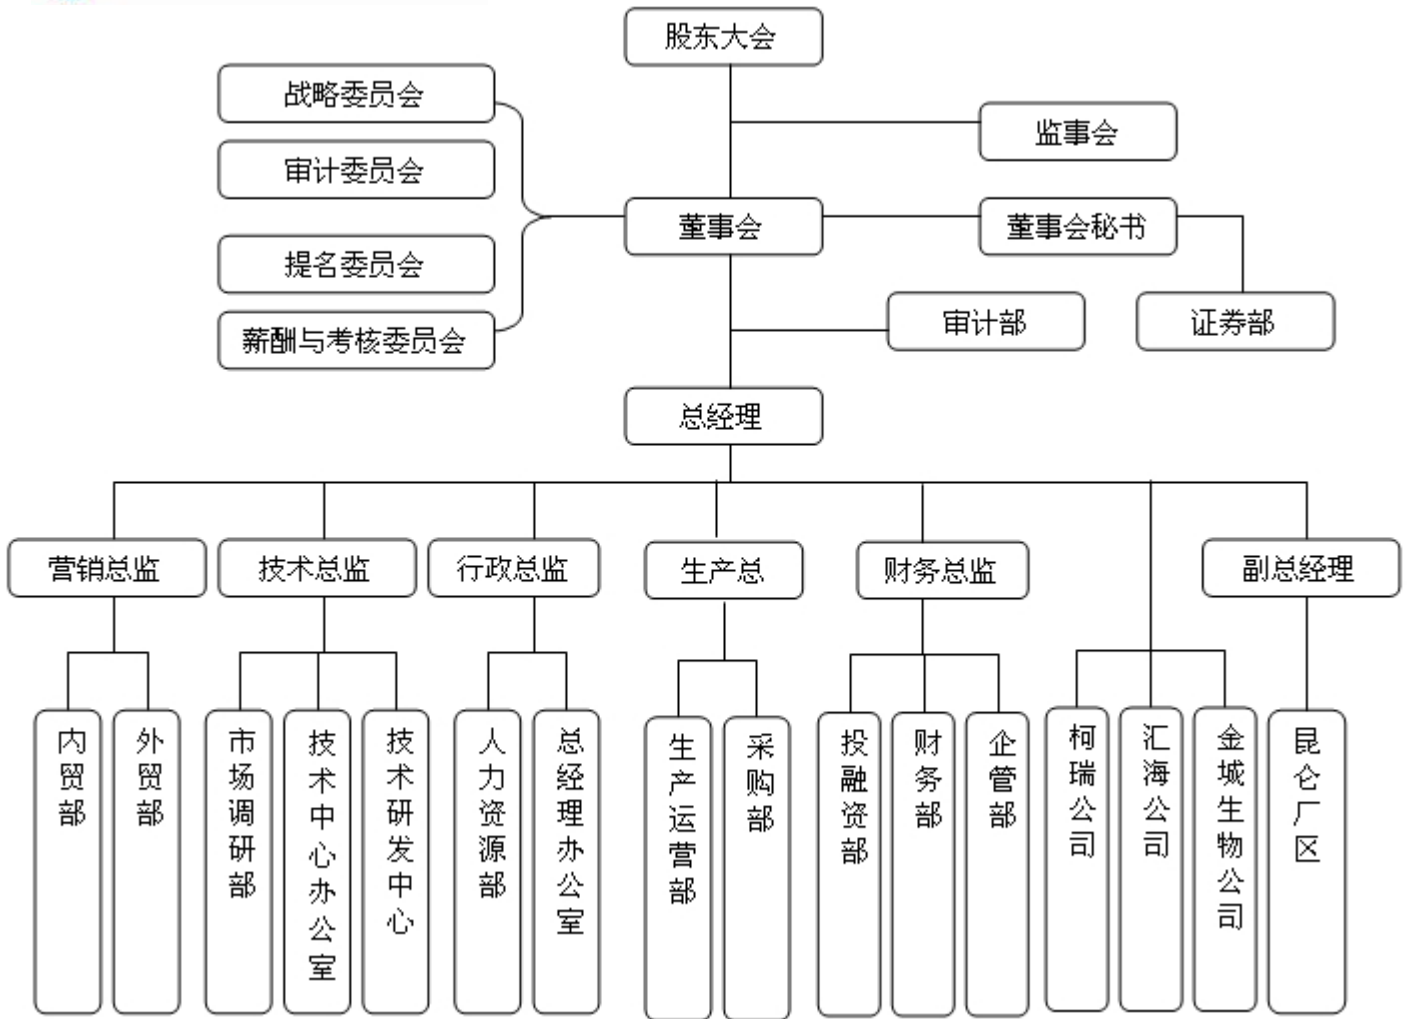 股东大会
战略委员会
监事会
审计委员会
董事会
董事会秘书
提名委员会
审计部
证券部
薪酬与考核委员会
总经理
营销总监
技术总监
行政总监
生产总
财务总监
副总经理
内贸部
外贸部
市场调研部
技术中心办公室
技术研发中心
人力资源部
总经理办公室
生产运营部
采购部
投融资部
财务部
企管部
柯瑞公司
汇海公司
金城生物公司
昆仑厂区